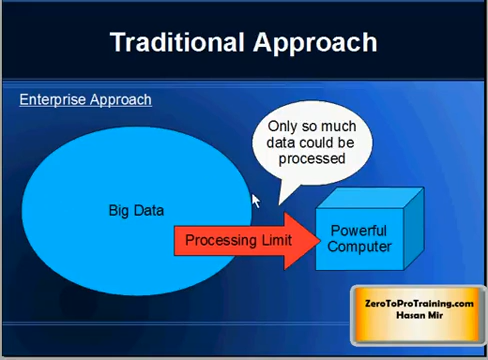 Traditional Approach
Enterprise Approach
Only so much
data could be
processed
Big Data
Processing Limit
Powerful
Computer
ZeroToProTraining.com
Hasan Mir